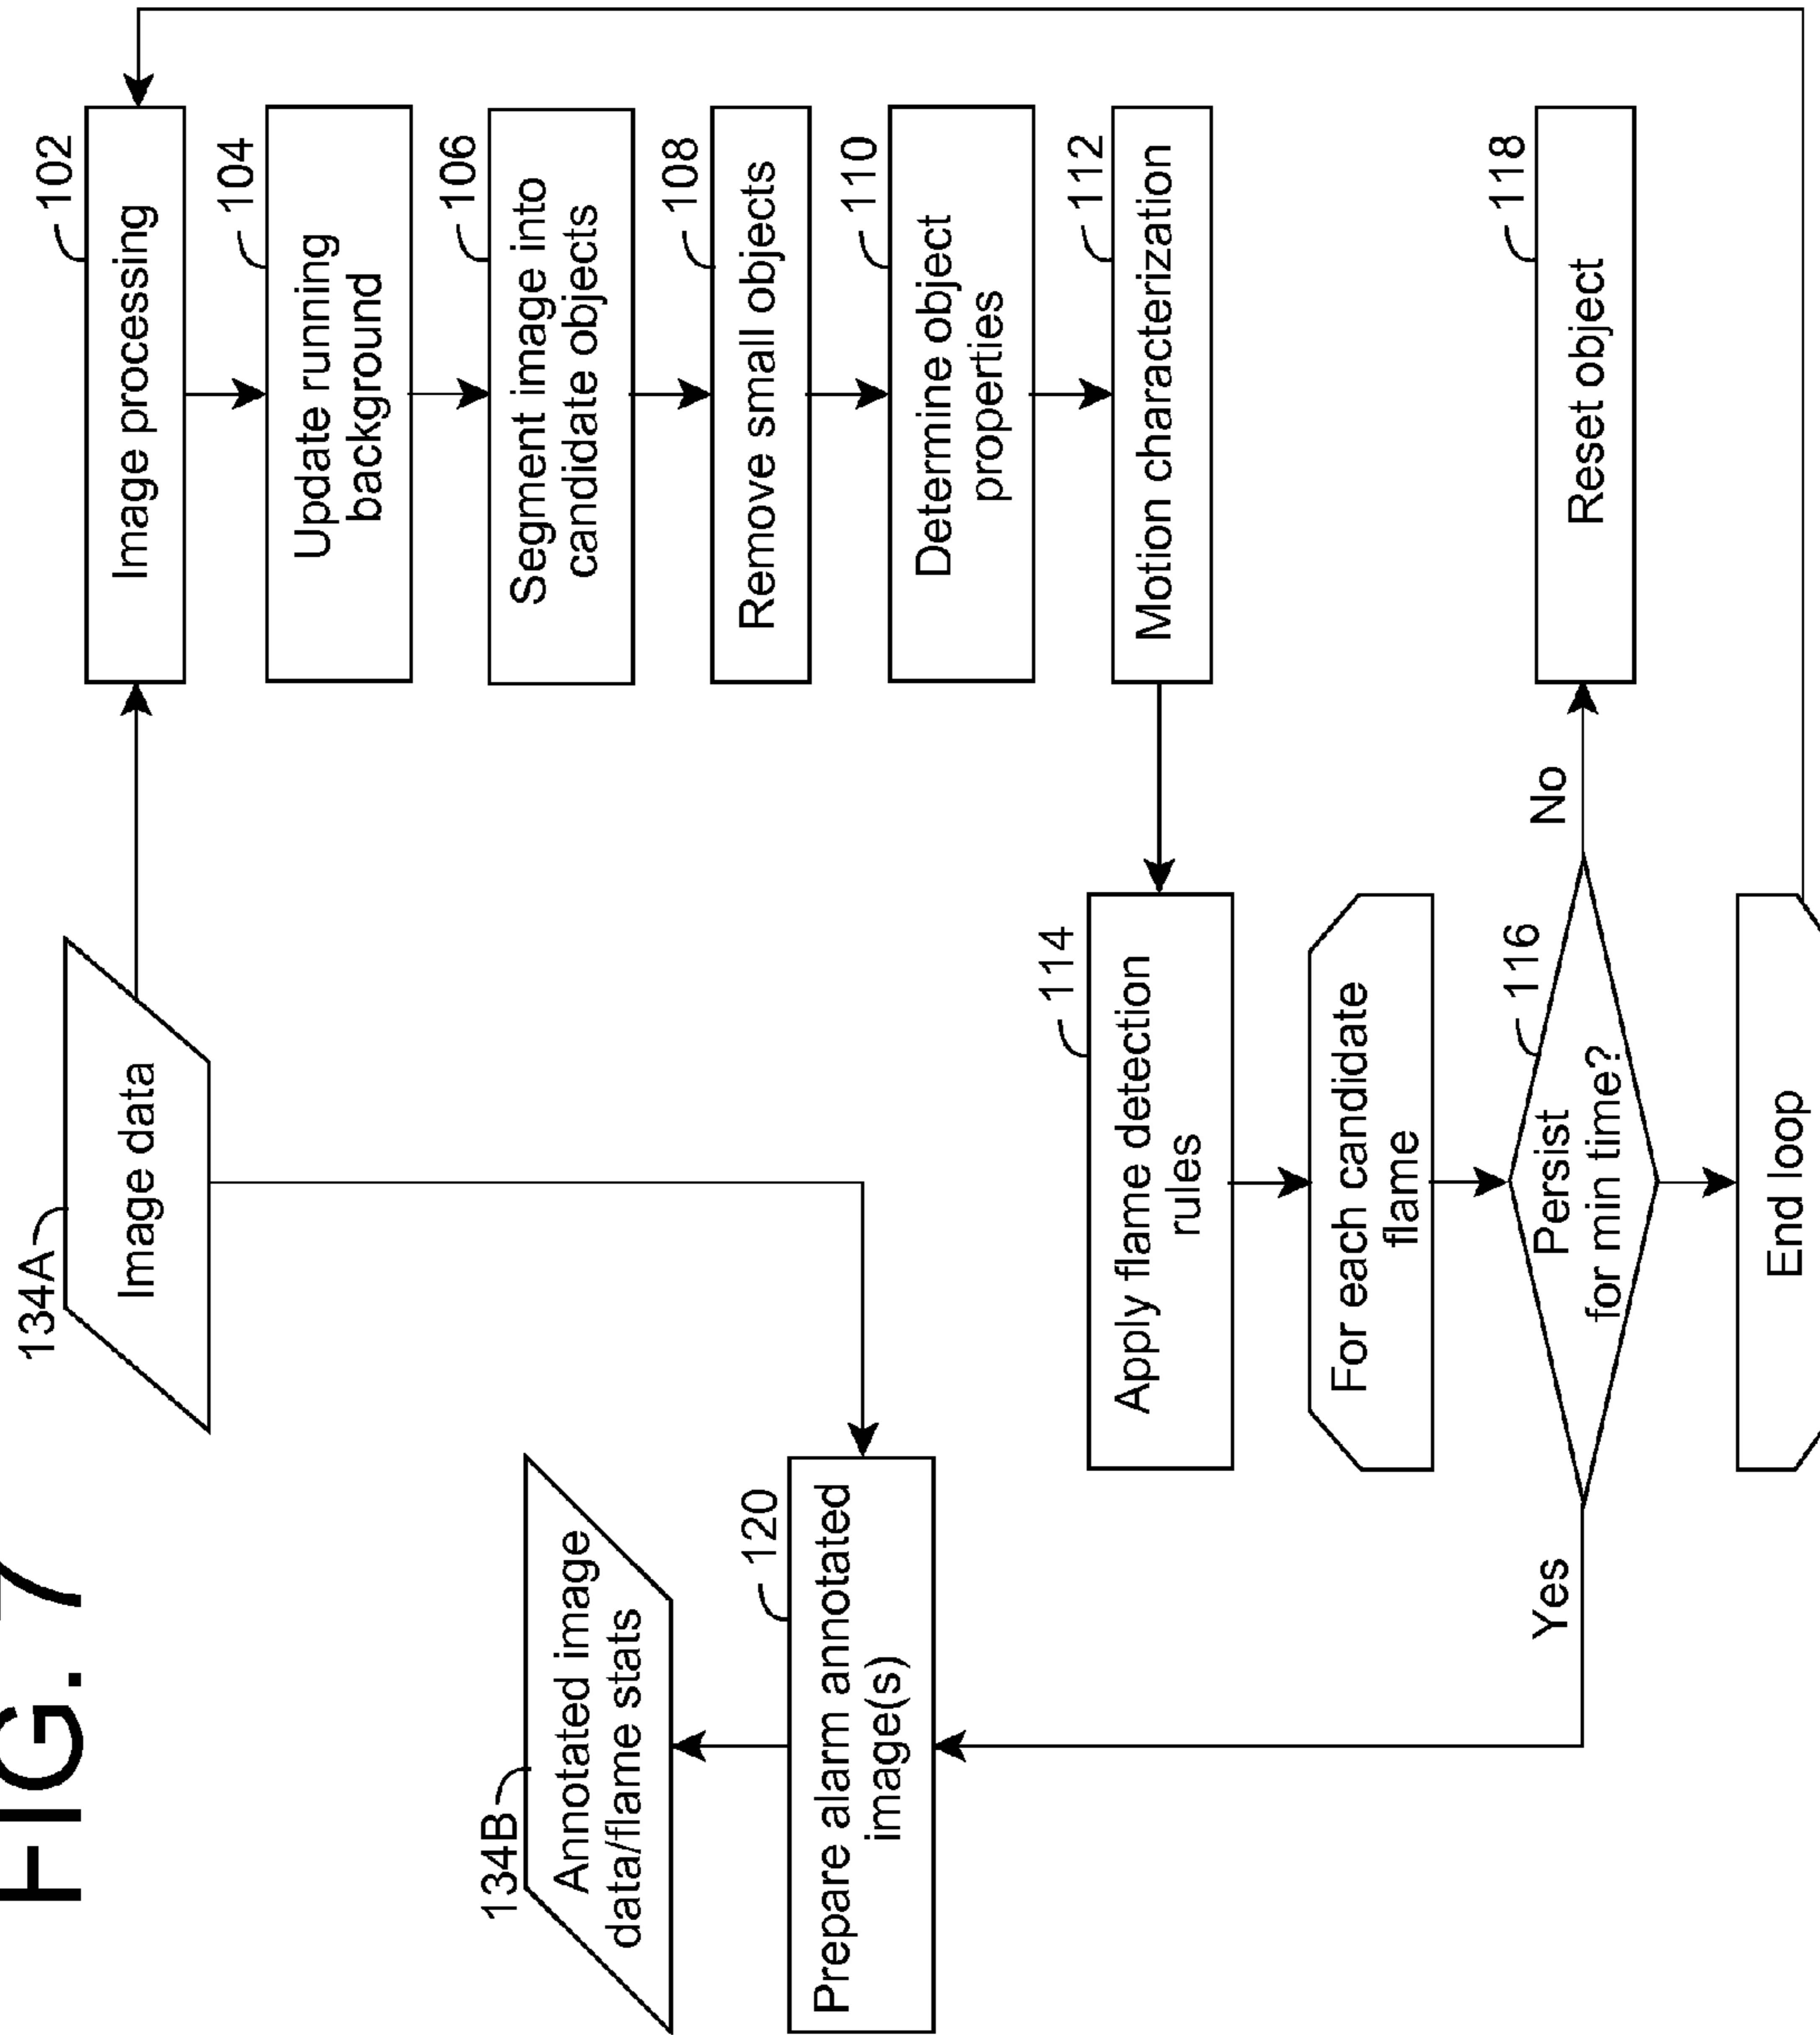 FIG. 7
134A
Image data
102
Image processing
104
Update running
background
106
Segment image into
candidate objects
108
Remove small objects
110
Determine object
properties
112
Motion characterization
114
Apply flame detection
rules
For each candidate
flame
116
Persist
for min time?
No
118
Reset object
Yes
End loop
120
Prepare alarm annotated
image(s)
134B
Annotated image
data/flame stats